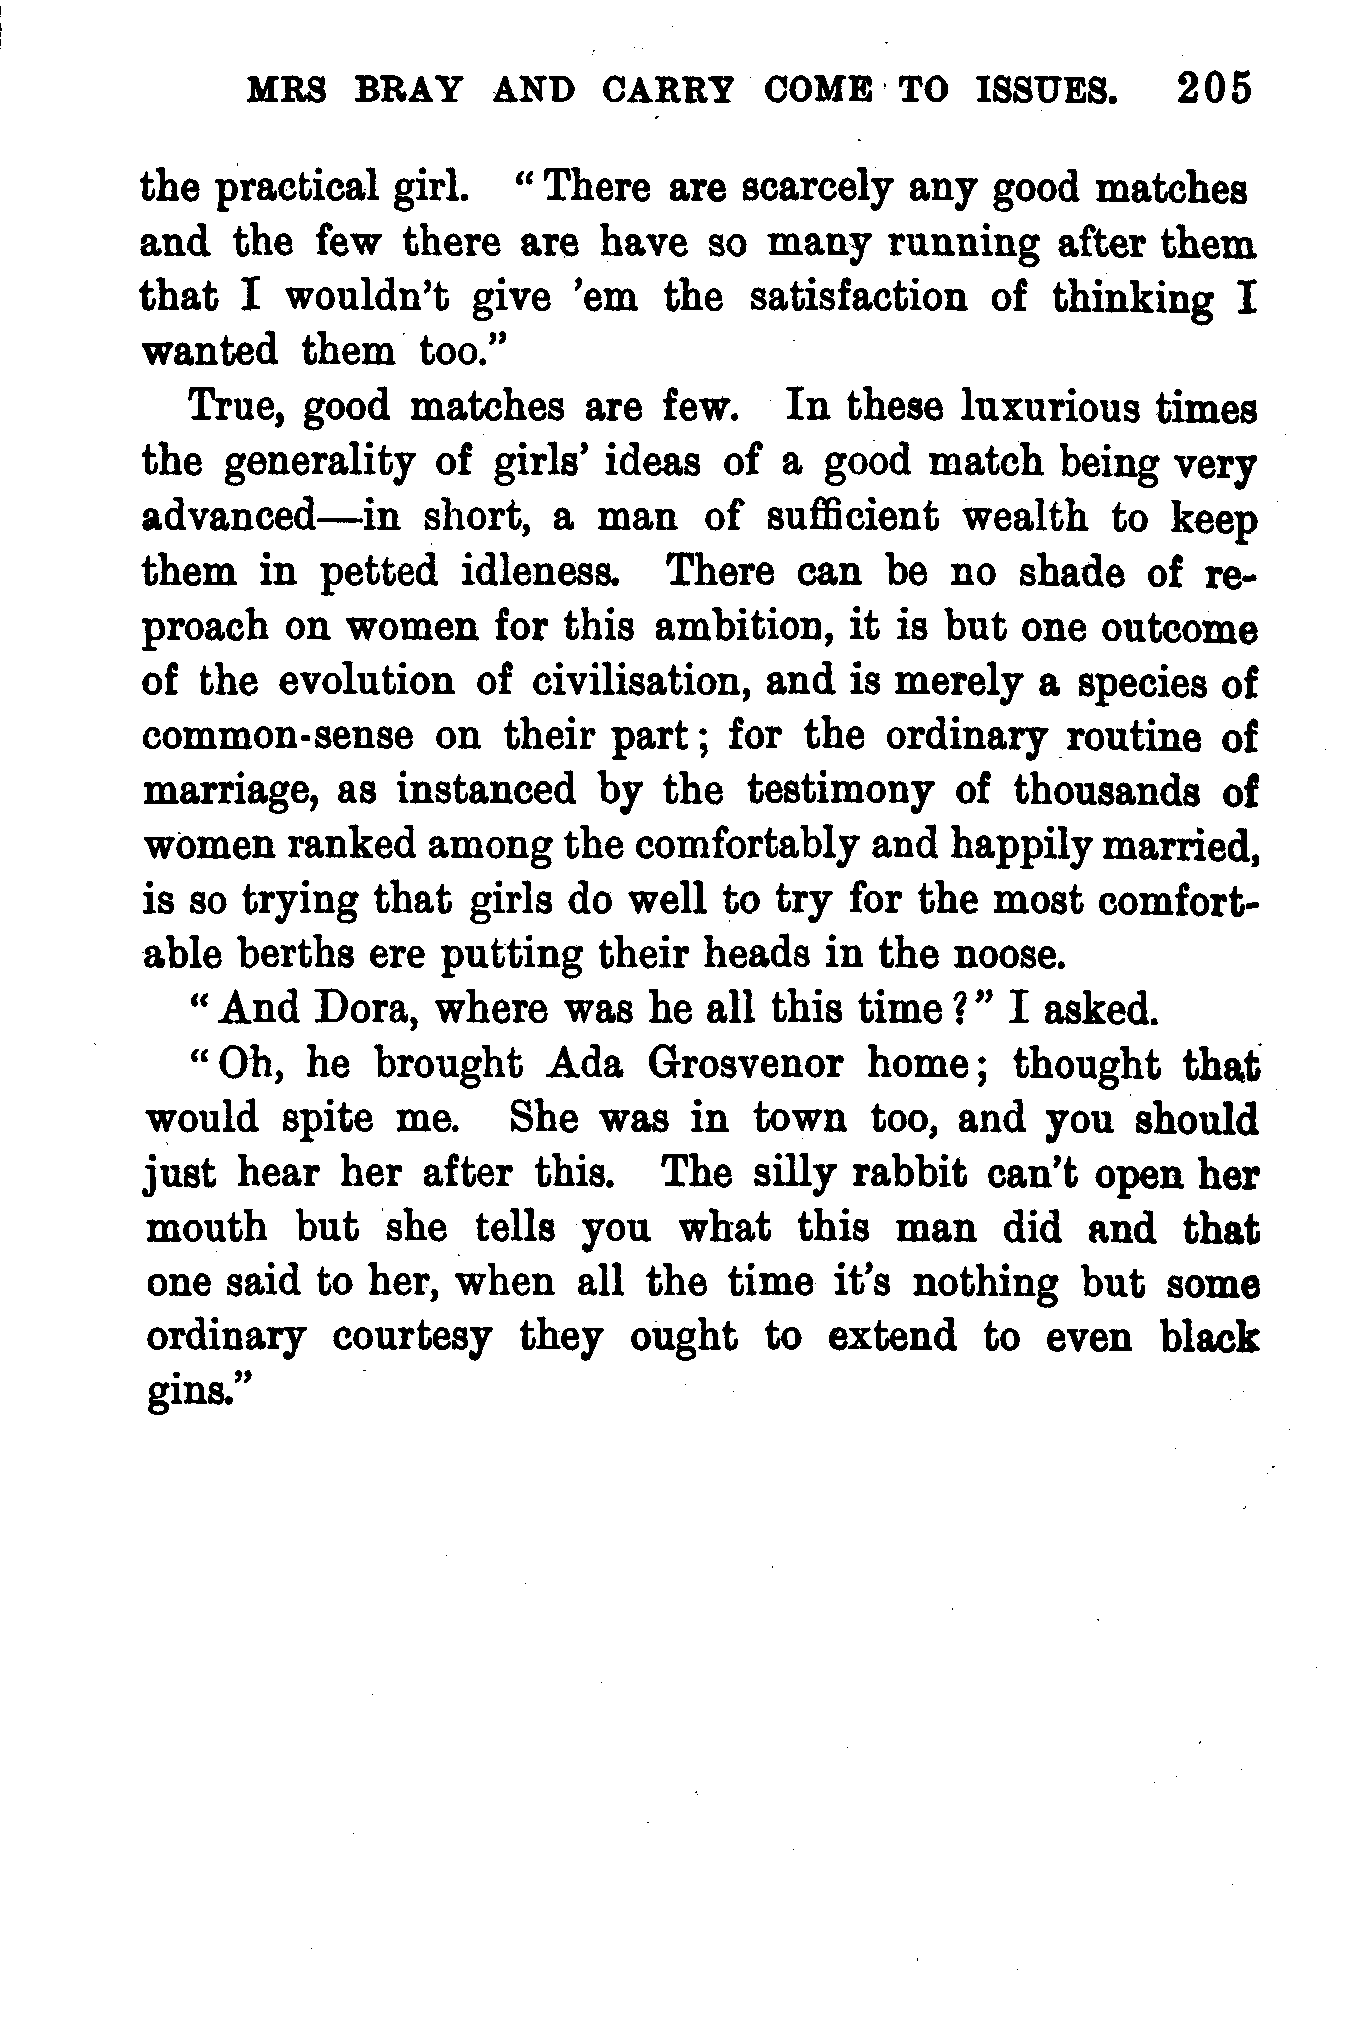 MRS BRAY AND CARRY COME TO ISSUES. 205
the practical girl. “There are scarcely any good matches
and the few there are have so many running after them
that I wouldn’t give ’em the satisfaction of thinking I
wanted them too.”
True, good matches are few. In these luxurious times
the generality of girls’ ideas of a good match being very
advanced—in short, a man of sufficient wealth to keep
them in petted idleness. There can be no shade of re-
proach on women for this ambition, it is but one outcome
of the evolution of civilisation, and is merely a species of
common-sense on their part; for the ordinary routine of
marriage, as instanced by the testimony of thousands of
women ranked among the comfortably and happily married,
is so trying that girls do well to try for the most comfort-
able berths ere putting their heads in the noose.
“And Dora, where was he all this time?” I asked.
“Oh, he brought Ada Grosvenor home; thought that
would spite me. She was in town too, and you should
just hear her after this. The silly rabbit can’t open her
mouth but she tells you what this man did and that
one said to her, when all the time it’s nothing but some
ordinary courtesy they ought to extend to even black
gins.”